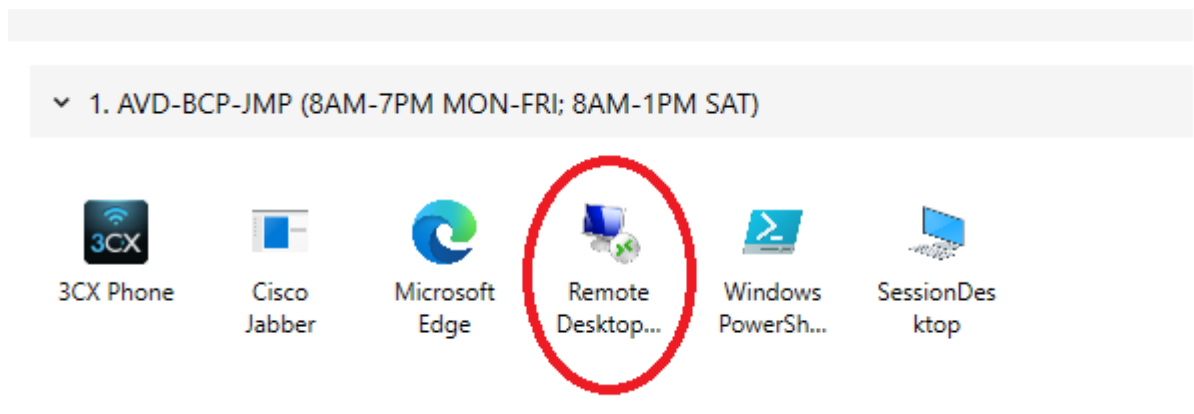 1. AVD-BCP-JMP (8AM-7PM MON-FRI; 8AM-1PM SAT)
3CX
3CX Phone
Cisco
Jabber
Microsoft
Edge
Remote
Desktop...
Windows
PowerSh...
SessionDes
ktop